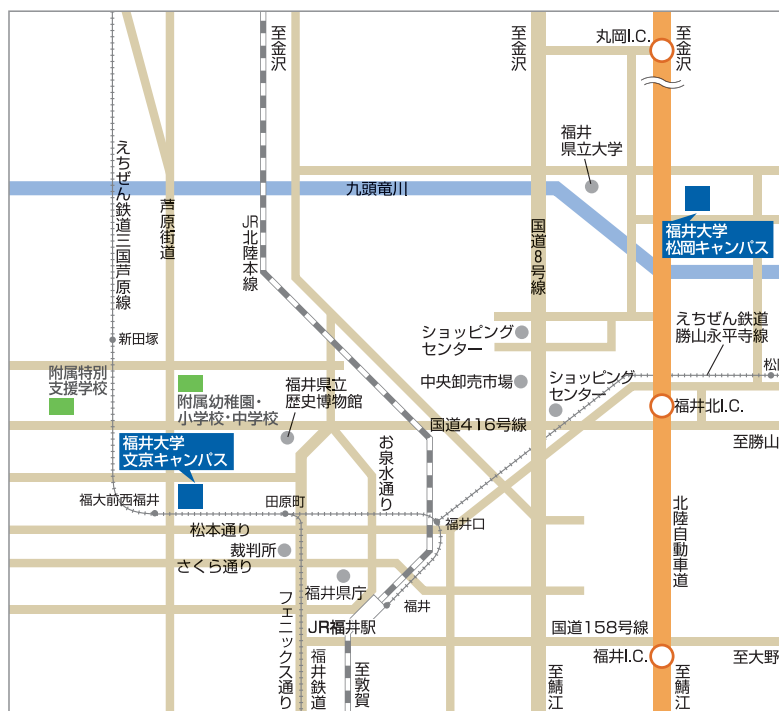 至金沢
至金沢
丸岡I.C.
至金沢
福井
県立大学
えちぜん鉄道三国芦原線
芦原街道
九頭竜川
JR北陸本線
国道8号線
福井大学
松岡キャンパス
えちぜん鉄道
勝山永平寺線
新田塚
ショッピング
センター
附属特別
支援学校
附属幼稚園・
小学校・中学校
福井県立
歴史博物館
中央卸売市場
ショッピング
センター
松岡
福井北I.C.
国道416号線
至勝山
福井大学
文京キャンパス
お泉水通り
福大前西福井
田原町
福井口
松本通り
裁判所
さくら通り
北陸自動車道
福井県庁
福井
フェニックス通り
福井鉄道
JR福井駅
国道158号線
至敦賀
至鯖江
福井I.C.
至鯖江
至大野